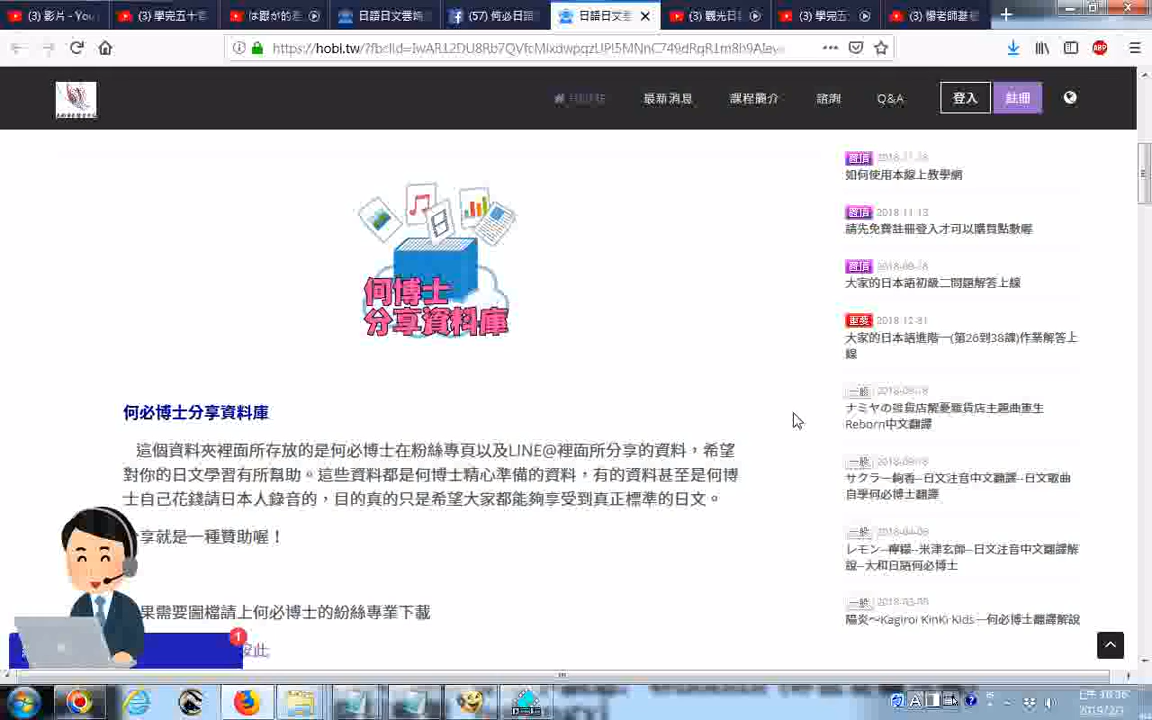 (3) 影片 - You
(3) 學完五十
日語日文
(57) 何必日語
日語日文
(3) 觀光日
(3) 學完五
(3) 楊老師
https://hobi.tw/?fbclid=
ABP
HOME
最新消息
課程簡介
諮詢
Q&A
登入
註冊
置頂
如何使用本線上教學網
置頂 2018-11-13
請先免費註冊登入才可以購買點數喔
置頂
大家的日本語初級二問題解答上線
重要 2018-12-31
大家的日本語進階一(第26到38課)作業解答上
線
一般
ナミヤの雑貨店解憂雜貨店主題曲重生
Reborn中文翻譯
一般
日文注音中文翻譯--日文歌曲
自學何必博士翻譯
一般
レモン--檸檬--米津玄師--日文注音中文翻譯解
說--大和日語何必博士
一般
陽炎～Kagiroi KinKi Kids —何必博士翻譯解說
何博士
分享資料庫
何必博士分享資料庫
這個資料夾裡面所存放的是何必博士在粉絲專頁以及LINE@裡面所分享的資料，希望
對你的日文學習有所幫助。這些資料都是何博士精心準備的資料，有的資料甚至是何博
士自己花錢請日本人錄音的，目的真的只是希望大家都能夠享受到真正標準的日文。
享就是一種贊助喔！
果需要圖檔請上何必博士的粉絲專業下載
1
按此